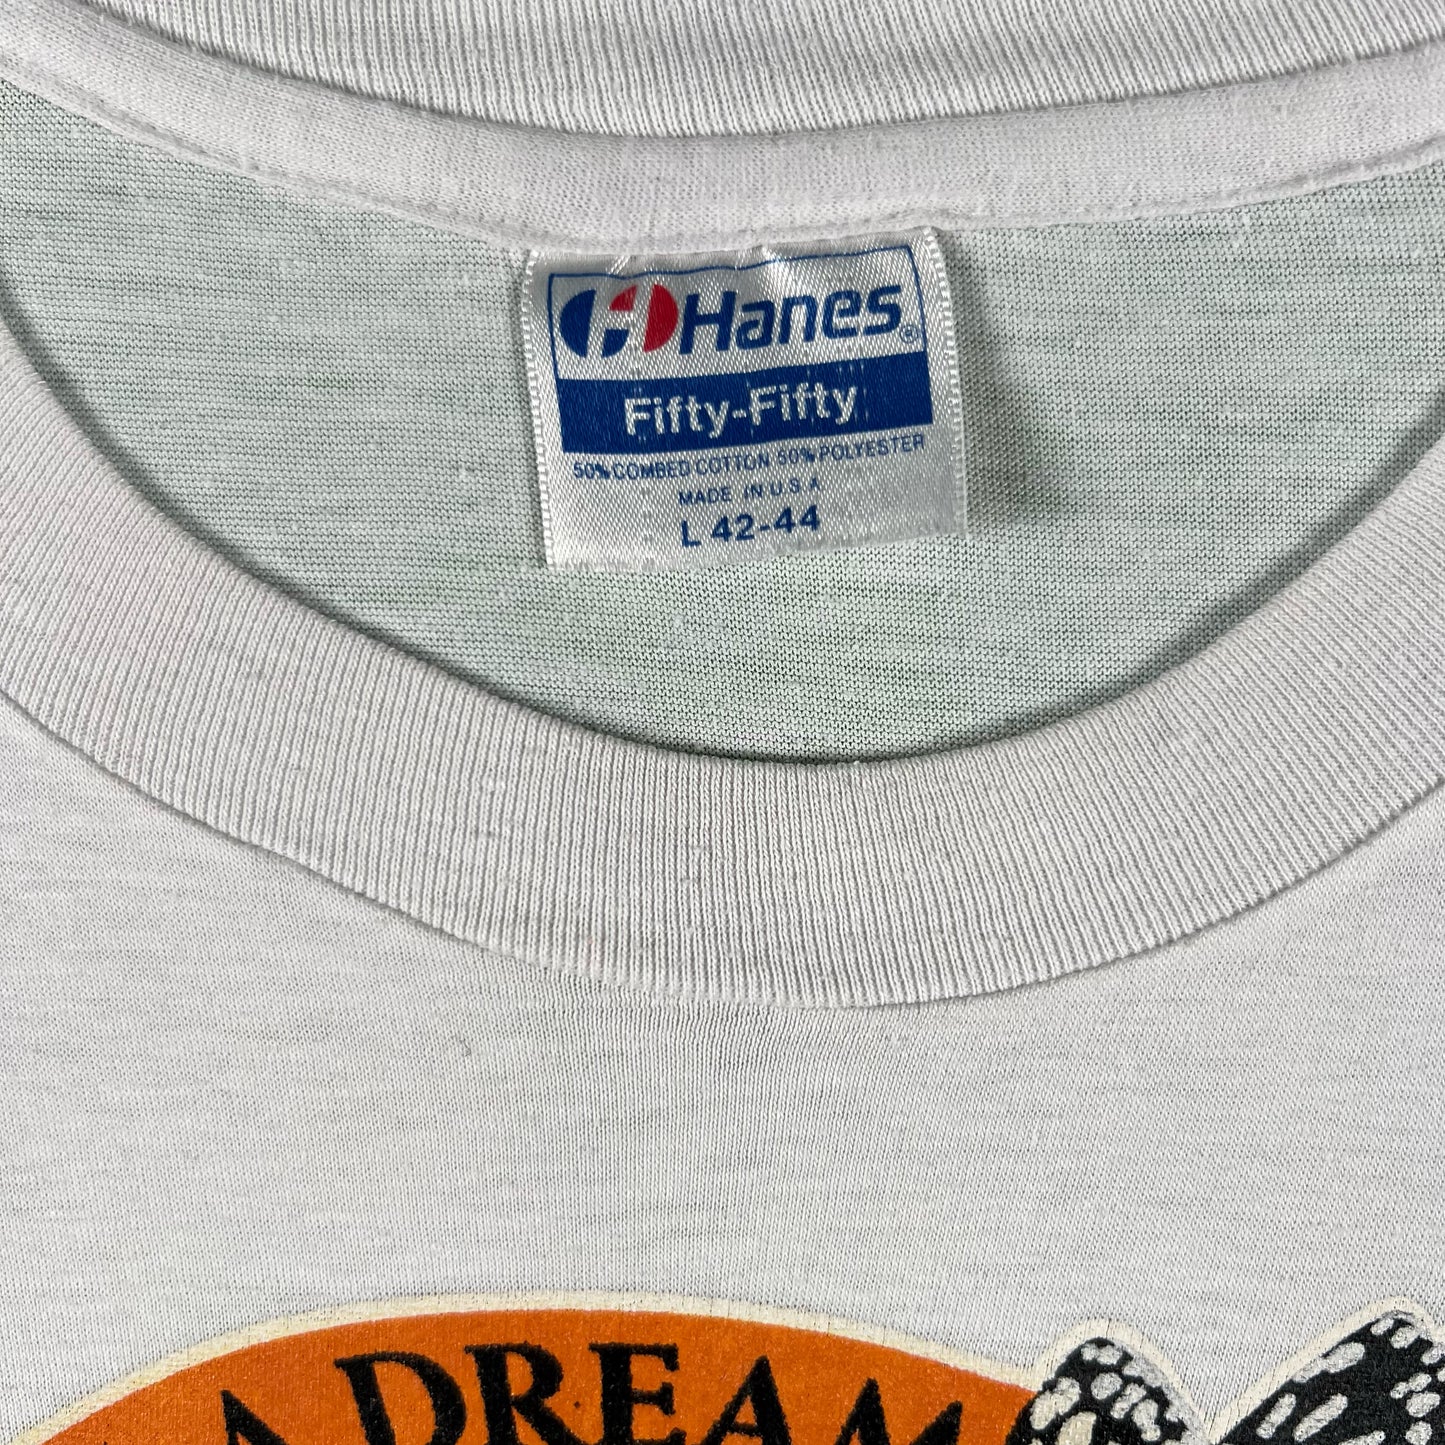 Hanes®
Fifty-Fifty
50% COMBED COTTON 50% POLYESTER
MADE IN U.S.A
L 42-44
A DREAM